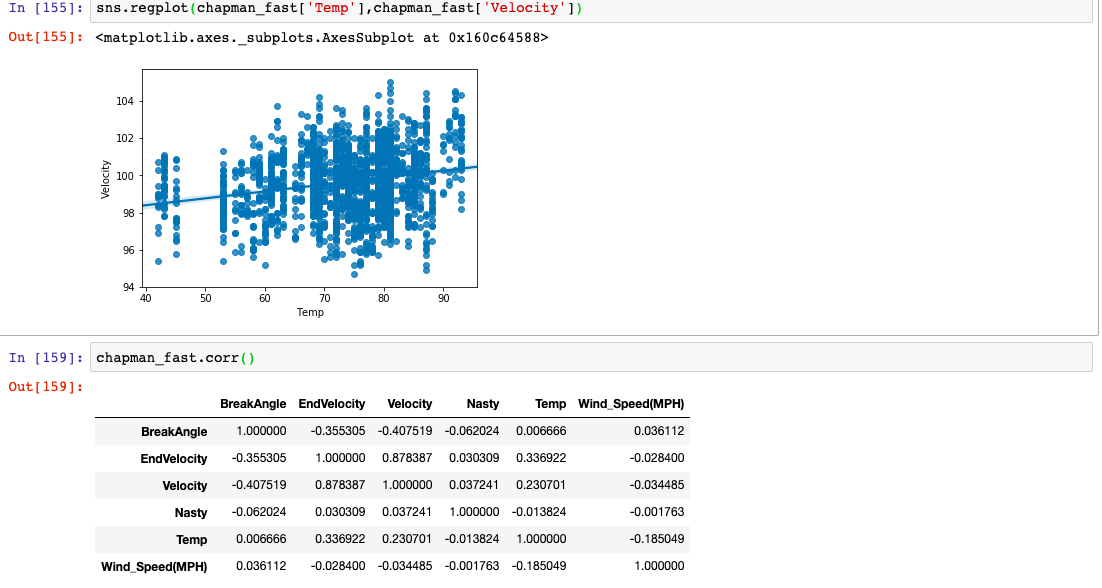 In [155]: sns.regplot(chapman_fast['Temp'],chapman_fast['Velocity'])
Out[155]: <matplotlib.axes._subplots.AxesSubplot at 0x160c64588>
104
102
100
98
96
94
Velocity
40 50 60 70 80 90
Temp
In [159]: chapman_fast.corr()
Out[159]:
BreakAngle EndVelocity Velocity Nasty Temp Wind_Speed(MPH)
BreakAngle 1.000000 -0.355305 -0.407519 -0.062024 0.006666 0.036112
EndVelocity -0.355305 1.000000 0.878387 0.030309 0.336922 -0.028400
Velocity -0.407519 0.878387 1.000000 0.037241 0.230701 -0.034485
Nasty -0.062024 0.030309 0.037241 1.000000 -0.013824 -0.001763
Temp 0.006666 0.336922 0.230701 -0.013824 1.000000 -0.185049
Wind_Speed(MPH) 0.036112 -0.028400 -0.034485 -0.001763 -0.185049 1.000000